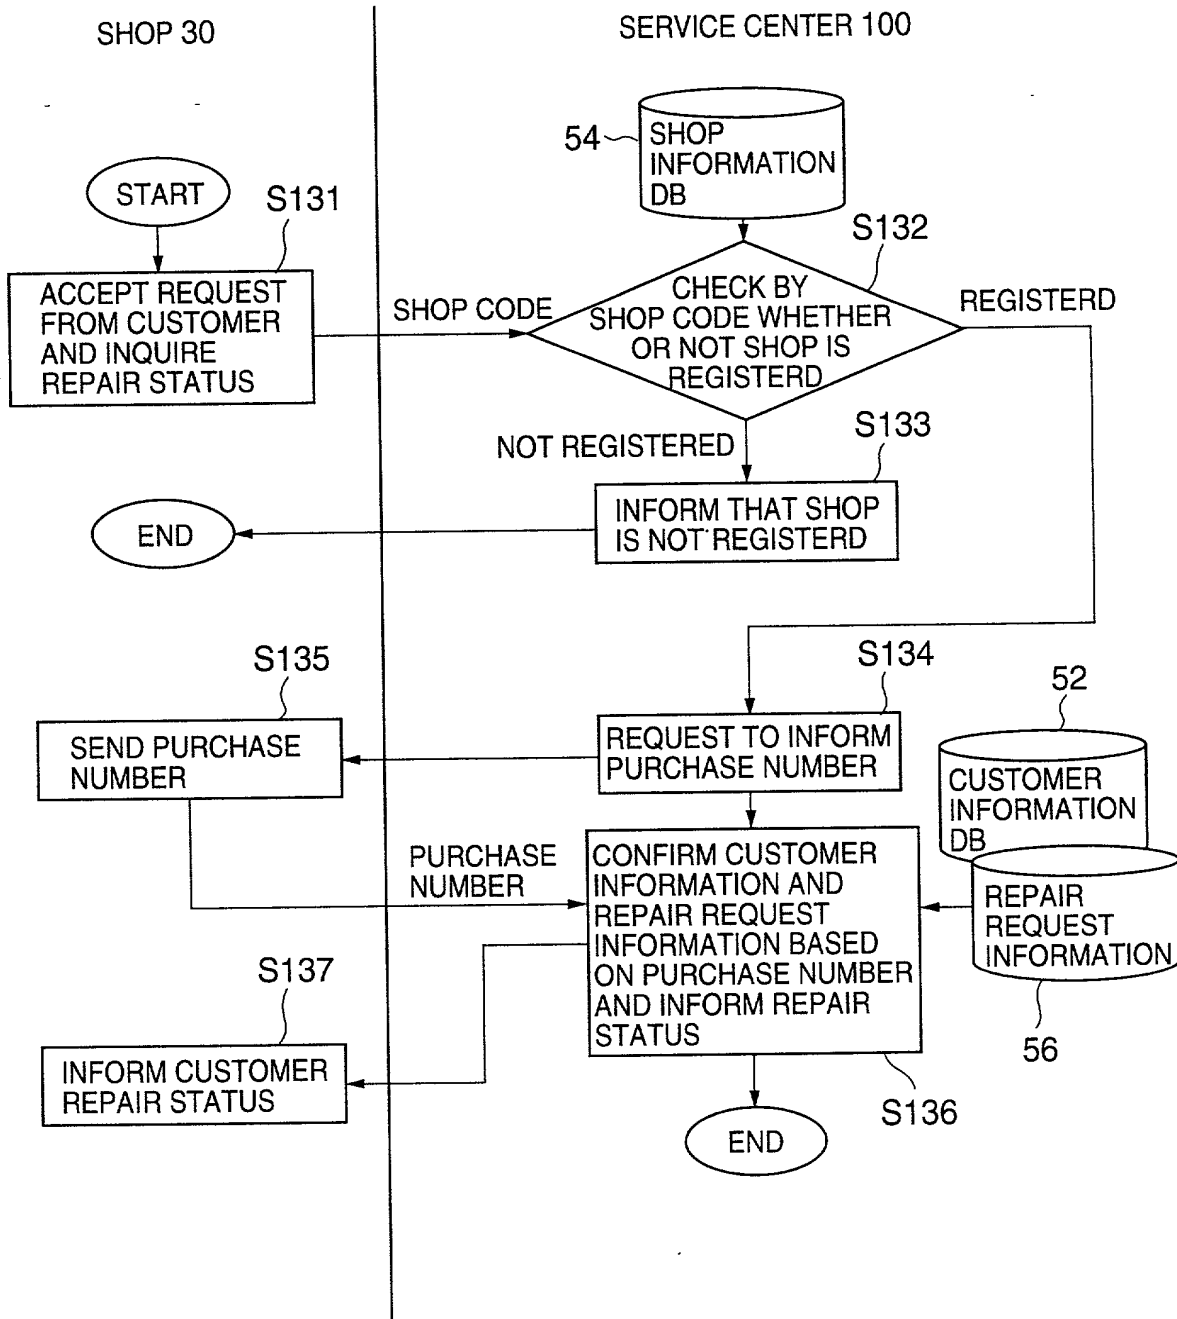 SHOP 30
SERVICE CENTER 100
54
SHOP
INFORMATION
DB
START
S131
S132
ACCEPT REQUEST
FROM CUSTOMER
AND INQUIRE
REPAIR STATUS
SHOP CODE
CHECK BY
SHOP CODE WHETHER
OR NOT SHOP IS
REGISTERD
REGISTERD
NOT REGISTERED
S133
END
INFORM THAT SHOP
IS NOT REGISTERD
S135
S134
52
SEND PURCHASE
NUMBER
REQUEST TO INFORM
PURCHASE NUMBER
CUSTOMER
INFORMATION
DB
PURCHASE
NUMBER
CONFIRM CUSTOMER
INFORMATION AND
REPAIR REQUEST
INFORMATION BASED
ON PURCHASE NUMBER
AND INFORM REPAIR
STATUS
REPAIR
REQUEST
INFORMATION
S137
56
INFORM CUSTOMER
REPAIR STATUS
S136
END